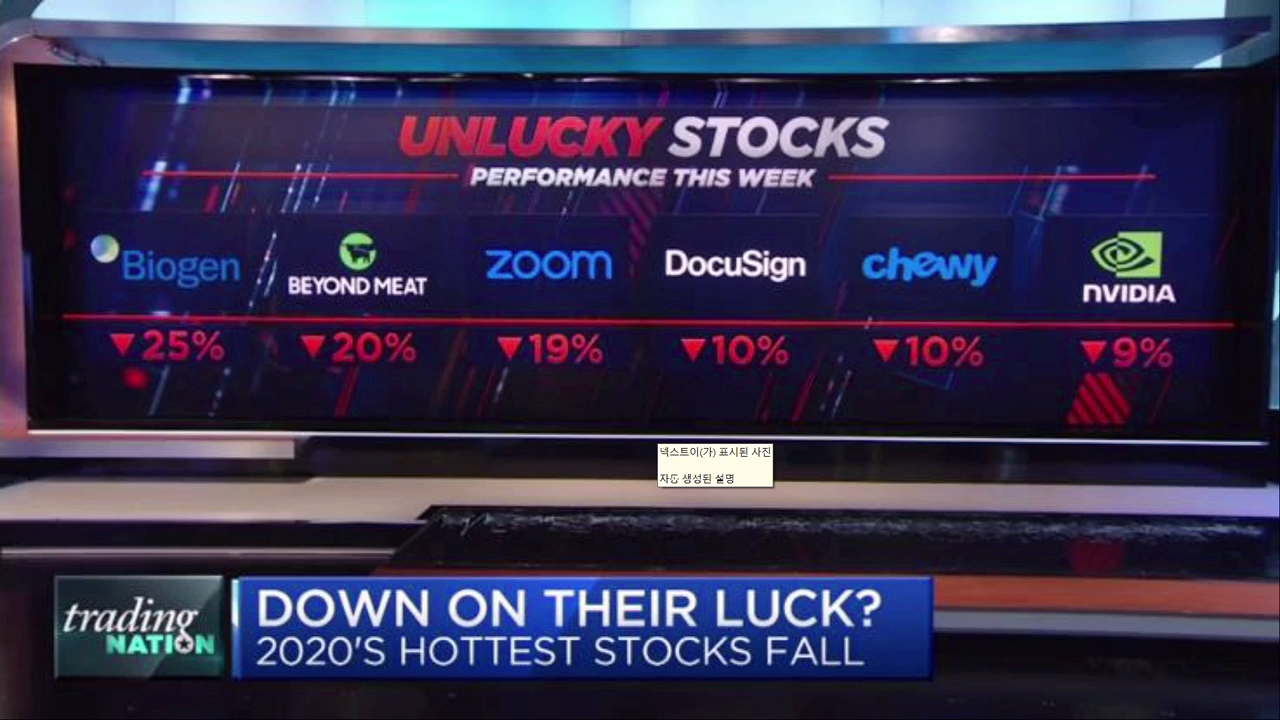 UNLUCKY STOCKS
PERFORMANCE THIS WEEK
Biogen
BEYOND MEAT
zoom
DocuSign
chewy
NVIDIA
▼25%
▼20%
▼19%
▼10%
▼10%
▼9%
텍스트이(가) 표시된 사진
자동 생성된 설명
trading
NATION
DOWN ON THEIR LUCK?
2020'S HOTTEST STOCKS FALL